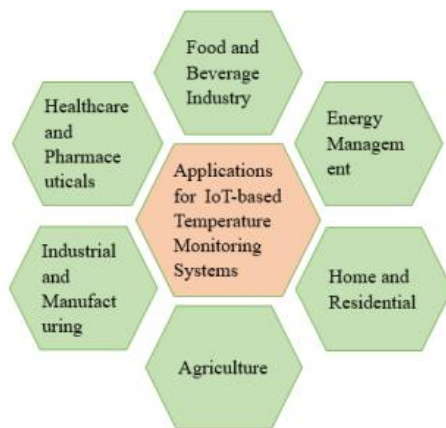 Food and
Beverage
Industry
Healthcare
and
Pharmace
uticals
Energy
Managem
ent
Applications
for IoT-based
Temperature
Monitoring
Systems
Industrial
and
Manufact
uring
Home and
Residential
Agriculture